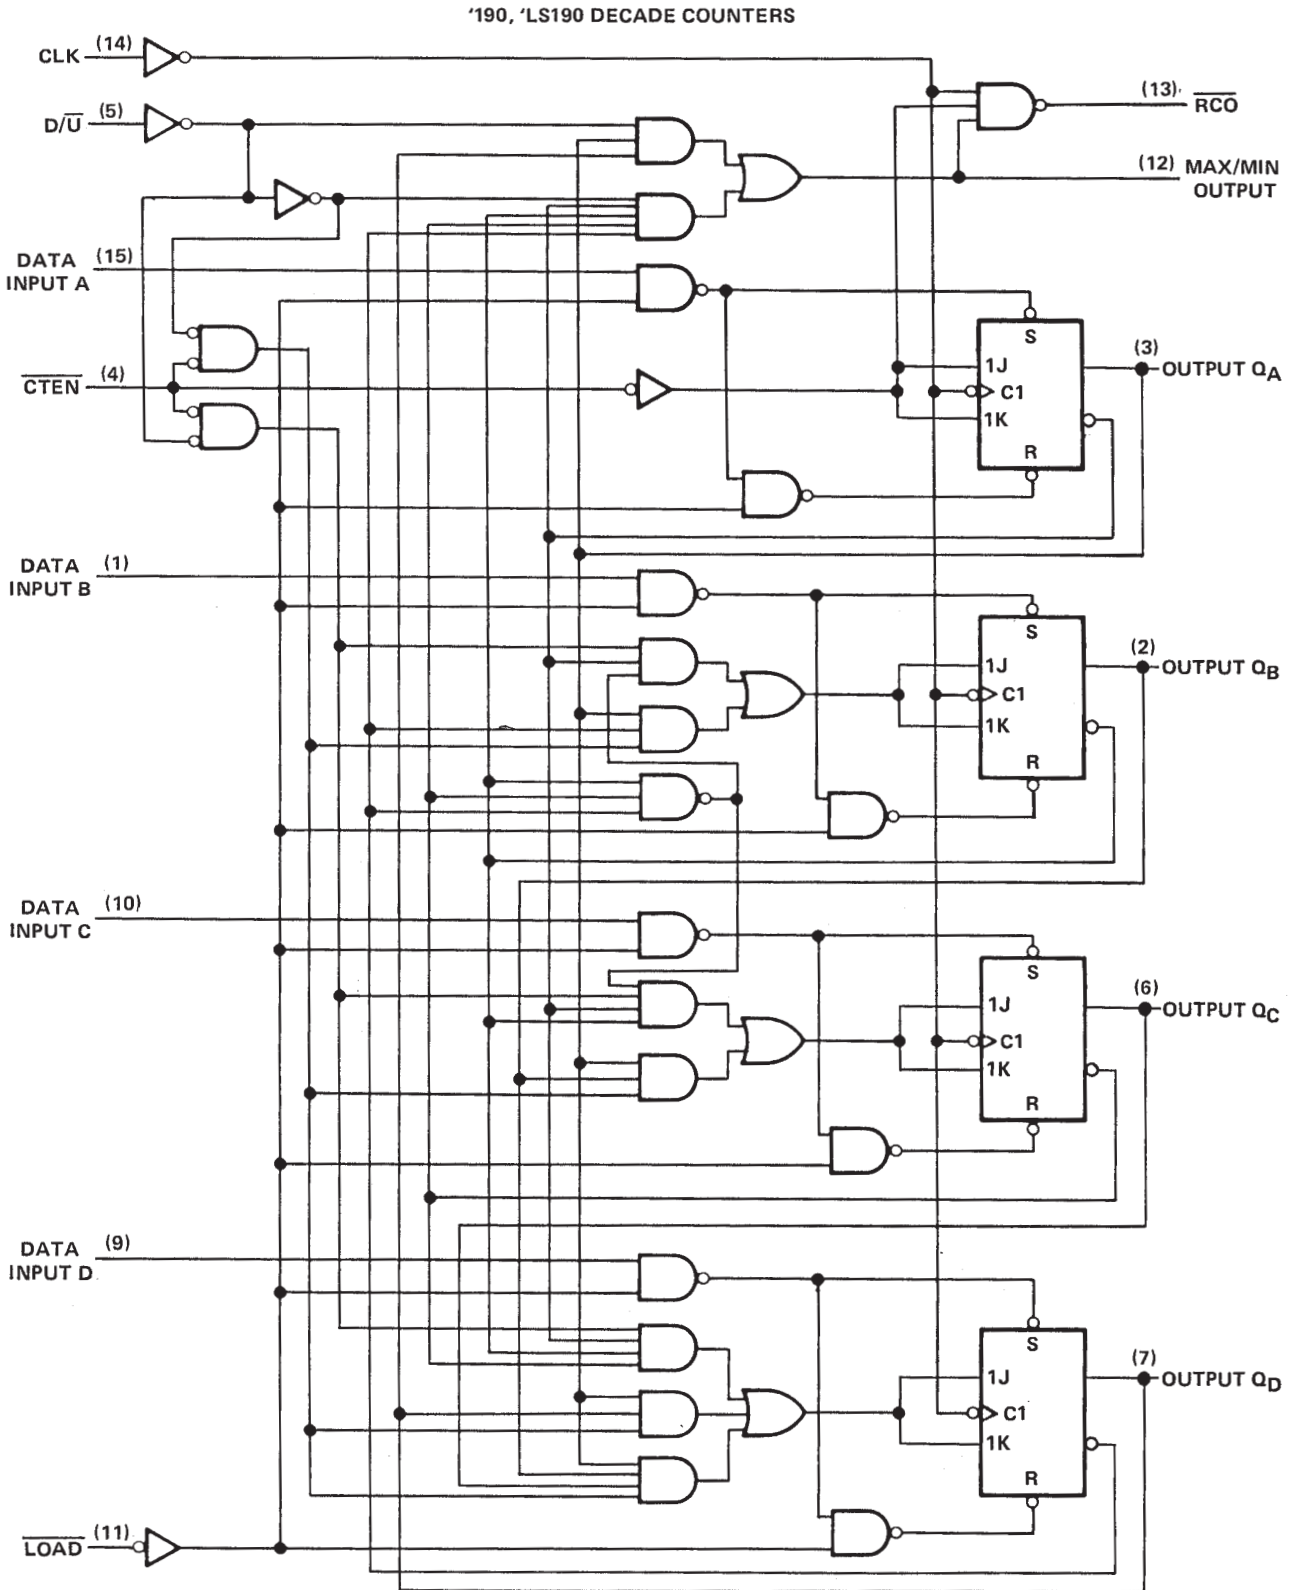 '190, 'LS190 DECADE COUNTERS
CLK (14)
(13) RCO
D/U (5)
(12) MAX/MIN
OUTPUT
DATA (15)
INPUT A
S
(3) OUTPUT QA
1J
CTEN (4)
C1
1K
R
DATA (1)
INPUT B
S
(2) OUTPUT QB
1J
C1
1K
R
DATA (10)
INPUT C
S
(6) OUTPUT QC
1J
C1
1K
R
DATA (9)
INPUT D
S
(7) OUTPUT QD
1J
C1
1K
R
LOAD (11)